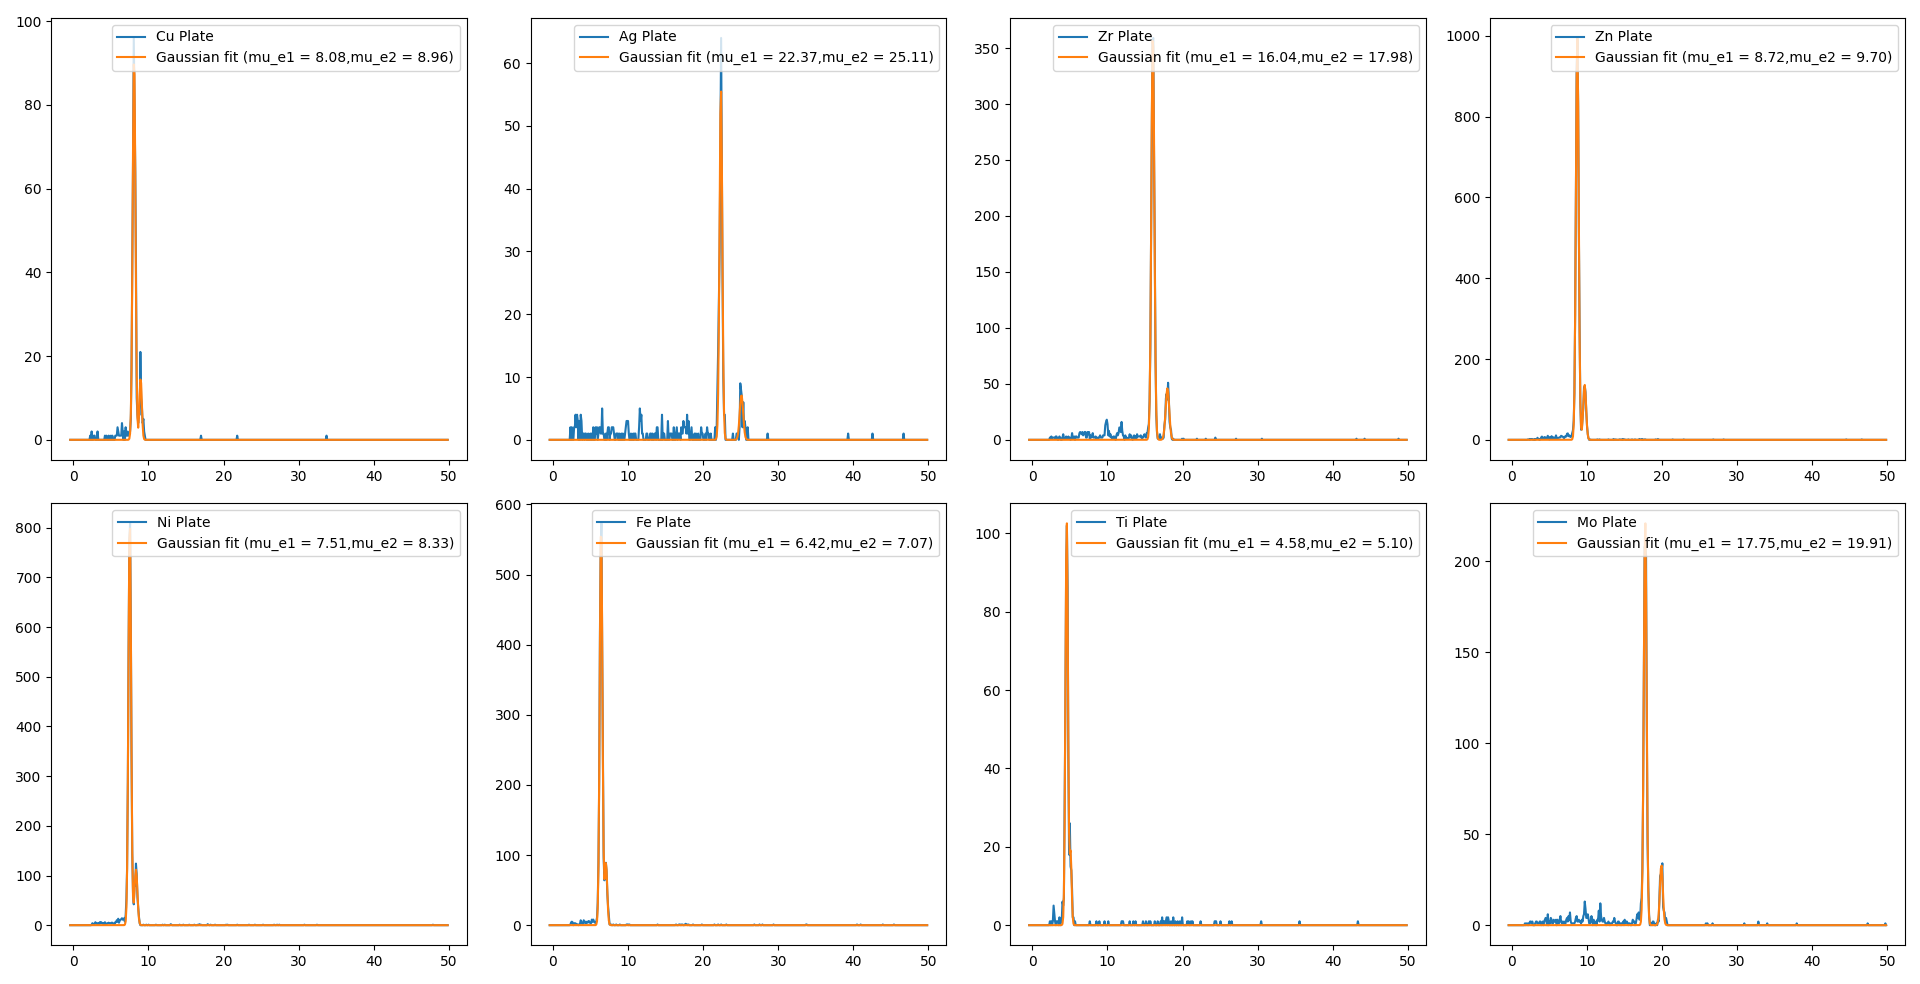 Cu Plate
Gaussian fit (mu_e1 = 8.08,mu_e2 = 8.96)
100
80
60
40
20
0
0 10 20 30 40 50
Ag Plate
Gaussian fit (mu_e1 = 22.37,mu_e2 = 25.11)
60
50
40
30
20
10
0
0 10 20 30 40 50
Zr Plate
Gaussian fit (mu_e1 = 16.04,mu_e2 = 17.98)
350
300
250
200
150
100
50
0
0 10 20 30 40 50
Zn Plate
Gaussian fit (mu_e1 = 8.72,mu_e2 = 9.70)
1000
800
600
400
200
0
0 10 20 30 40 50
Ni Plate
Gaussian fit (mu_e1 = 7.51,mu_e2 = 8.33)
800
700
600
500
400
300
200
100
0
0 10 20 30 40 50
Fe Plate
Gaussian fit (mu_e1 = 6.42,mu_e2 = 7.07)
600
500
400
300
200
100
0
0 10 20 30 40 50
Ti Plate
Gaussian fit (mu_e1 = 4.58,mu_e2 = 5.10)
100
80
60
40
20
0
0 10 20 30 40 50
Mo Plate
Gaussian fit (mu_e1 = 17.75,mu_e2 = 19.91)
200
150
100
50
0
0 10 20 30 40 50